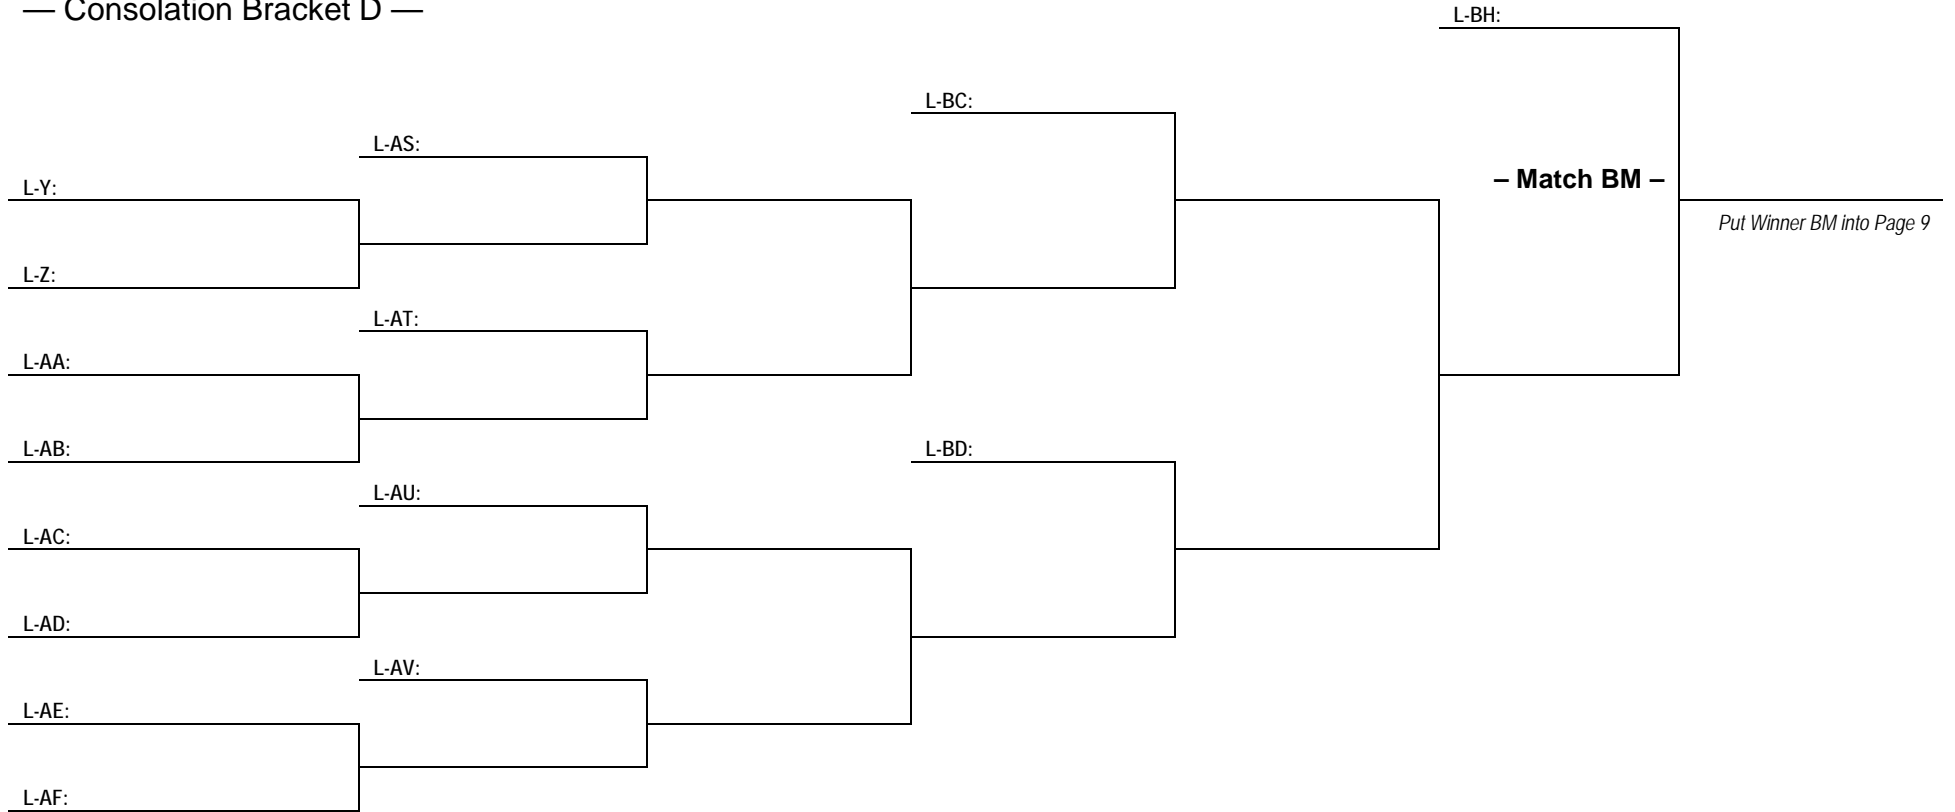 — Consolation Bracket D —
L-BH:
L-BC:
L-AS:
– Match BM –
L-Y:
Put Winner BM into Page 9
L-Z:
L-AT:
L-AA:
L-AB:
L-BD:
L-AU:
L-AC:
L-AD:
L-AV:
L-AE:
L-AF: